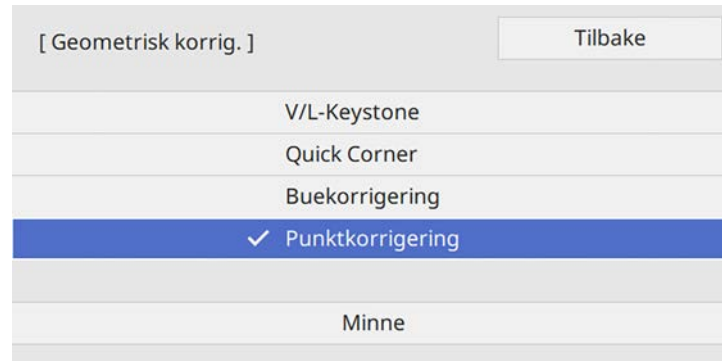 [ Geometrisk korrig. ]
Tilbake
V/L-Keystone
Quick Corner
Buekorrigering
Punktkorrigering
Minne